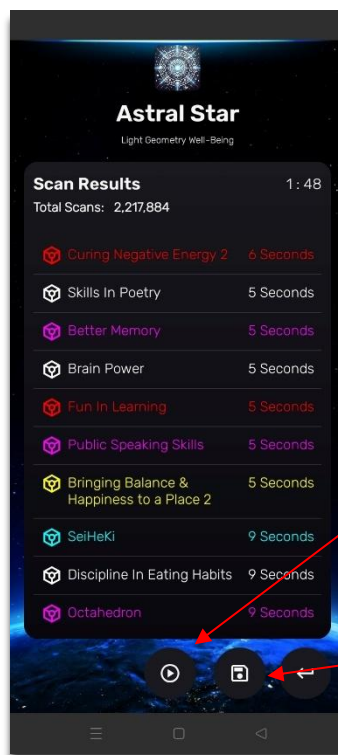 Astral Star
Light Geometry Well-Being
Scan Results 1:48
Total Scans: 2,217,884
Curing Negative Energy 2 6 Seconds
Skills In Poetry 5 Seconds
Better Memory 5 Seconds
Brain Power 5 Seconds
Fun In Learning 5 Seconds
Public Speaking Skills 5 Seconds
Bringing Balance & 5 Seconds
Happiness to a Place 2
SeiHeKi 9 Seconds
Discipline In Eating Habits 9 Seconds
Octahedron 9 Seconds